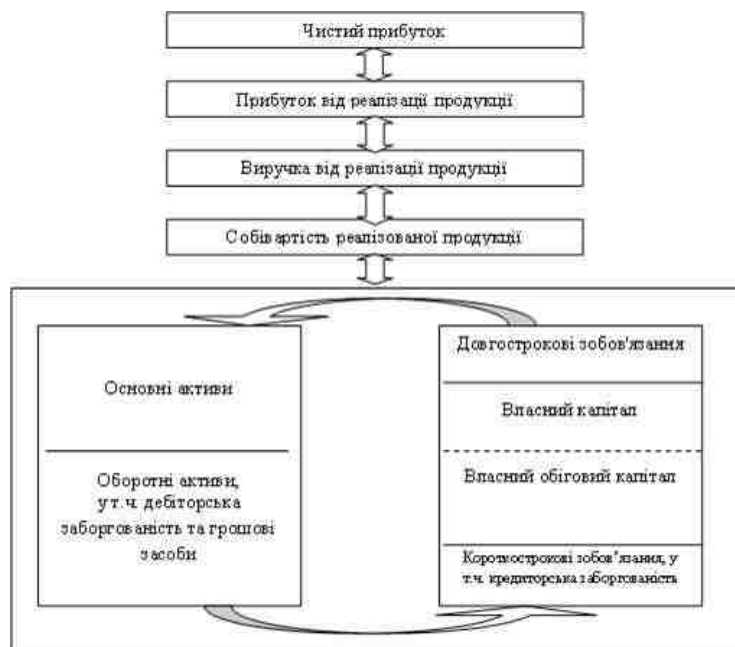 Чистий прибуток
Прибуток від реалізації продукції
Виручка від реалізації продукції
Собівартість реалізованої продукції
Основні активи
Оборотні активи,
у т. ч. дебіторська
заборгованість та грошові
засоби
Довгострокові зобов'язання
Власний капітал
Власний обіговий капітал
Короткострокові зобов’язання, у
т.ч. кредиторська заборгованість